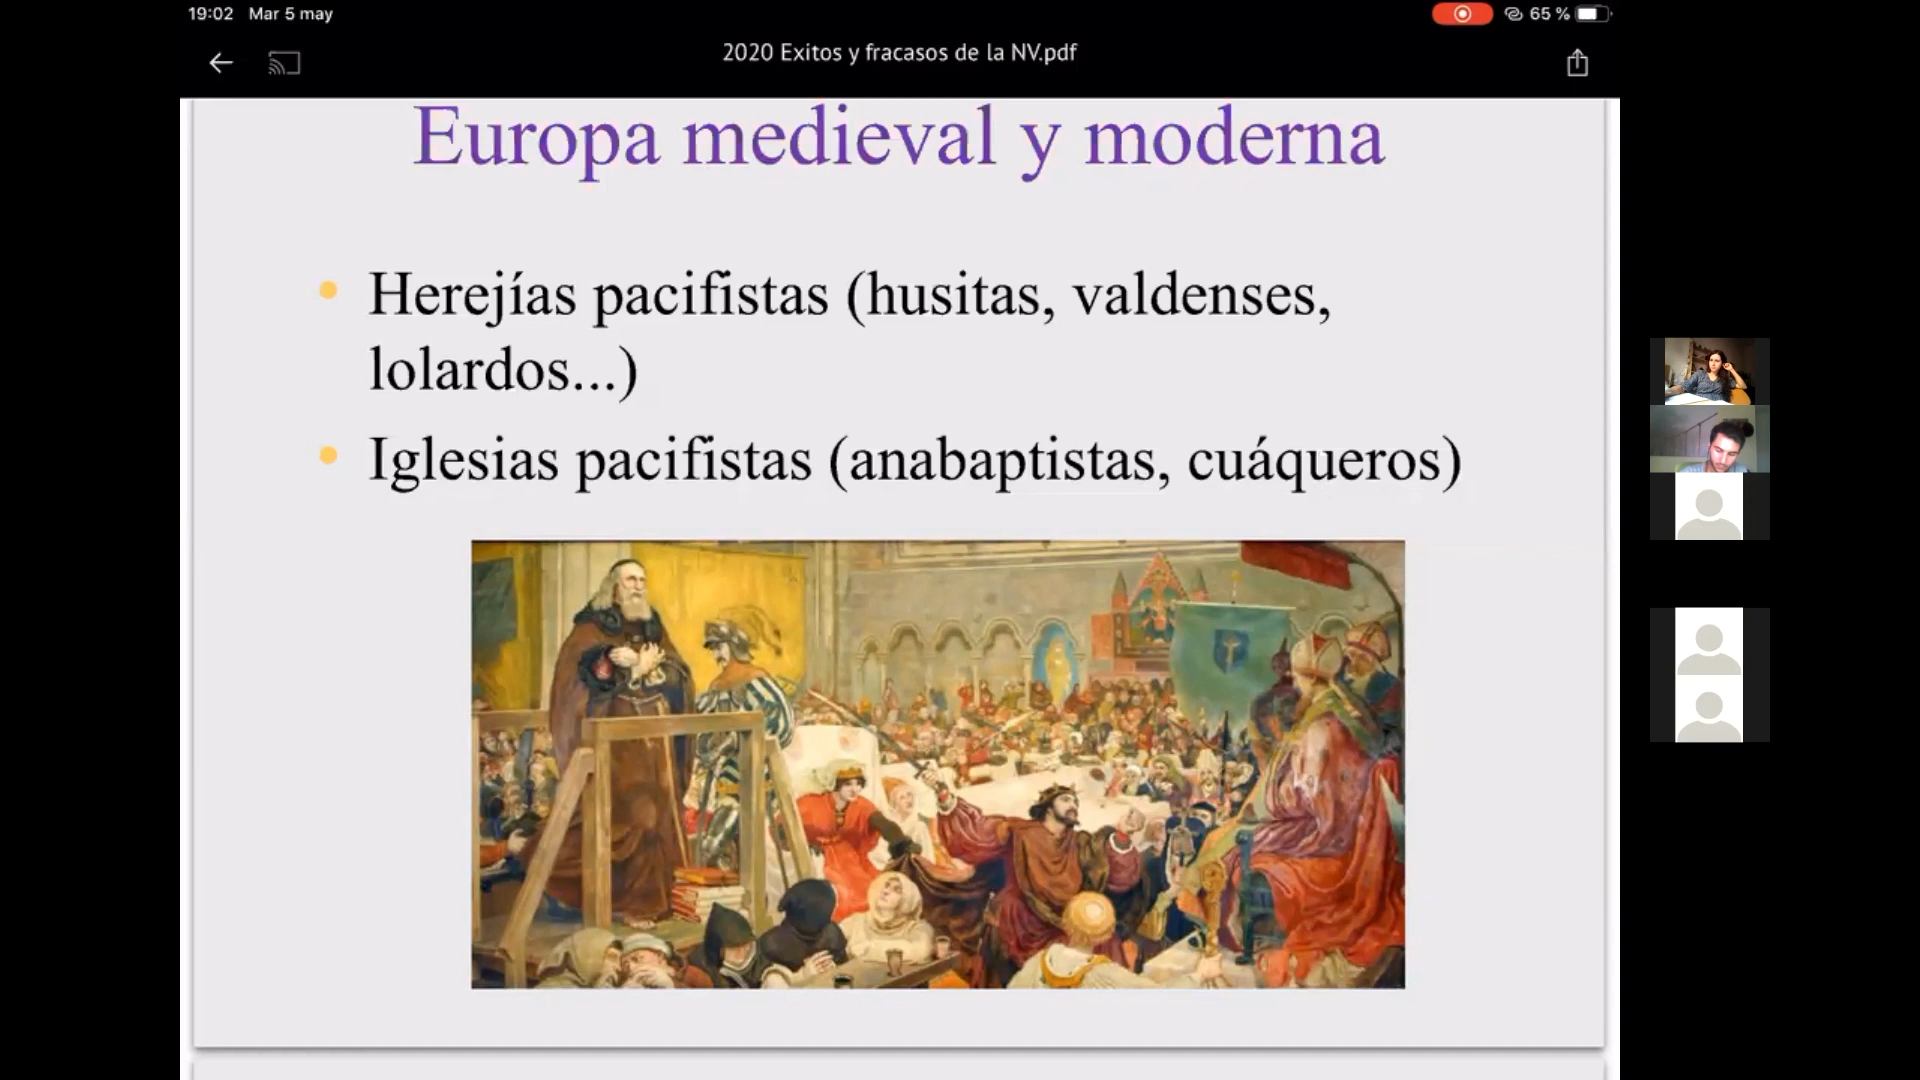 19:02 Mar 5 may
65 %
2020 Exitos y fracasos de la NV.pdf
Europa medieval y moderna
• Herejías pacifistas (husitas, valdenses,
lolardos...)
• Iglesias pacifistas (anabaptistas, cuáqueros)